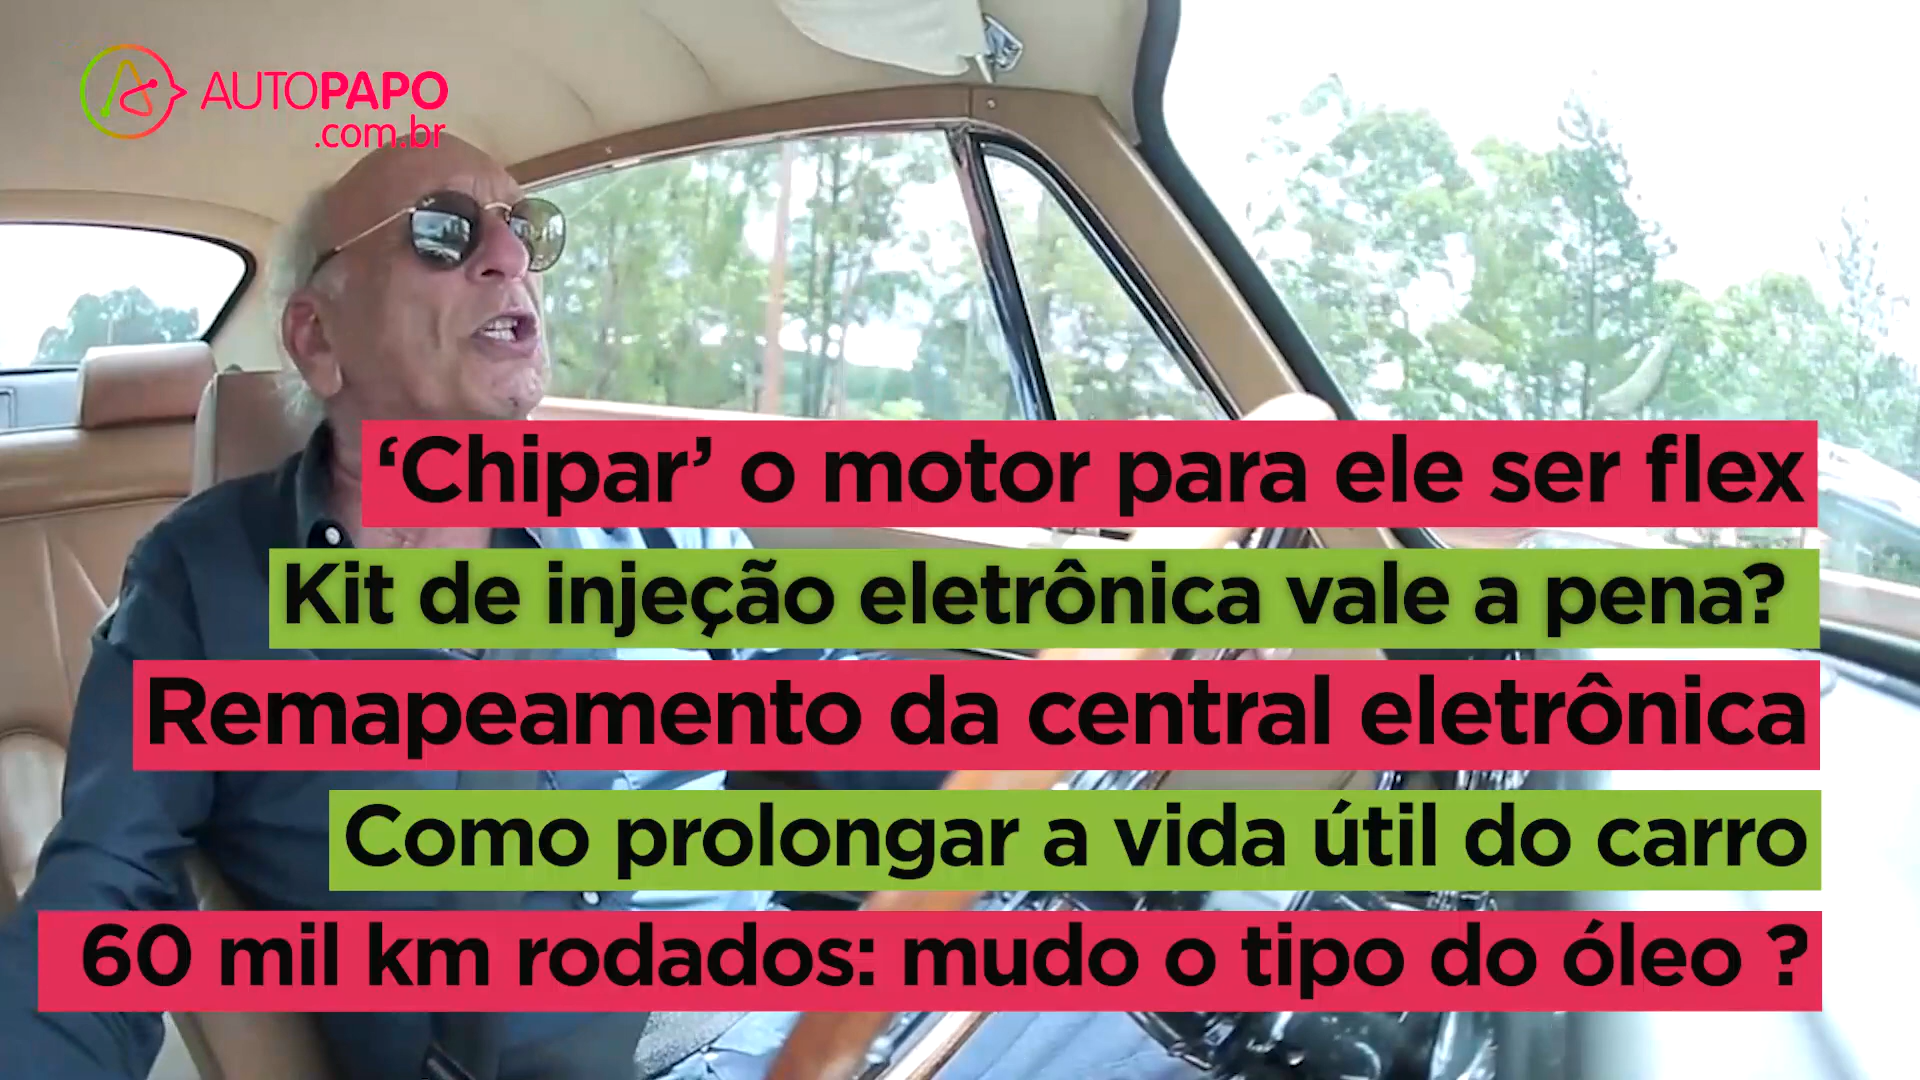 AUTOPAPO
.com.br
‘Chipar’ o motor para ele ser flex
Kit de injeção eletrônica vale a pena?
Remapeamento da central eletrônica
Como prolongar a vida útil do carro
60 mil km rodados: mudo o tipo do óleo ?